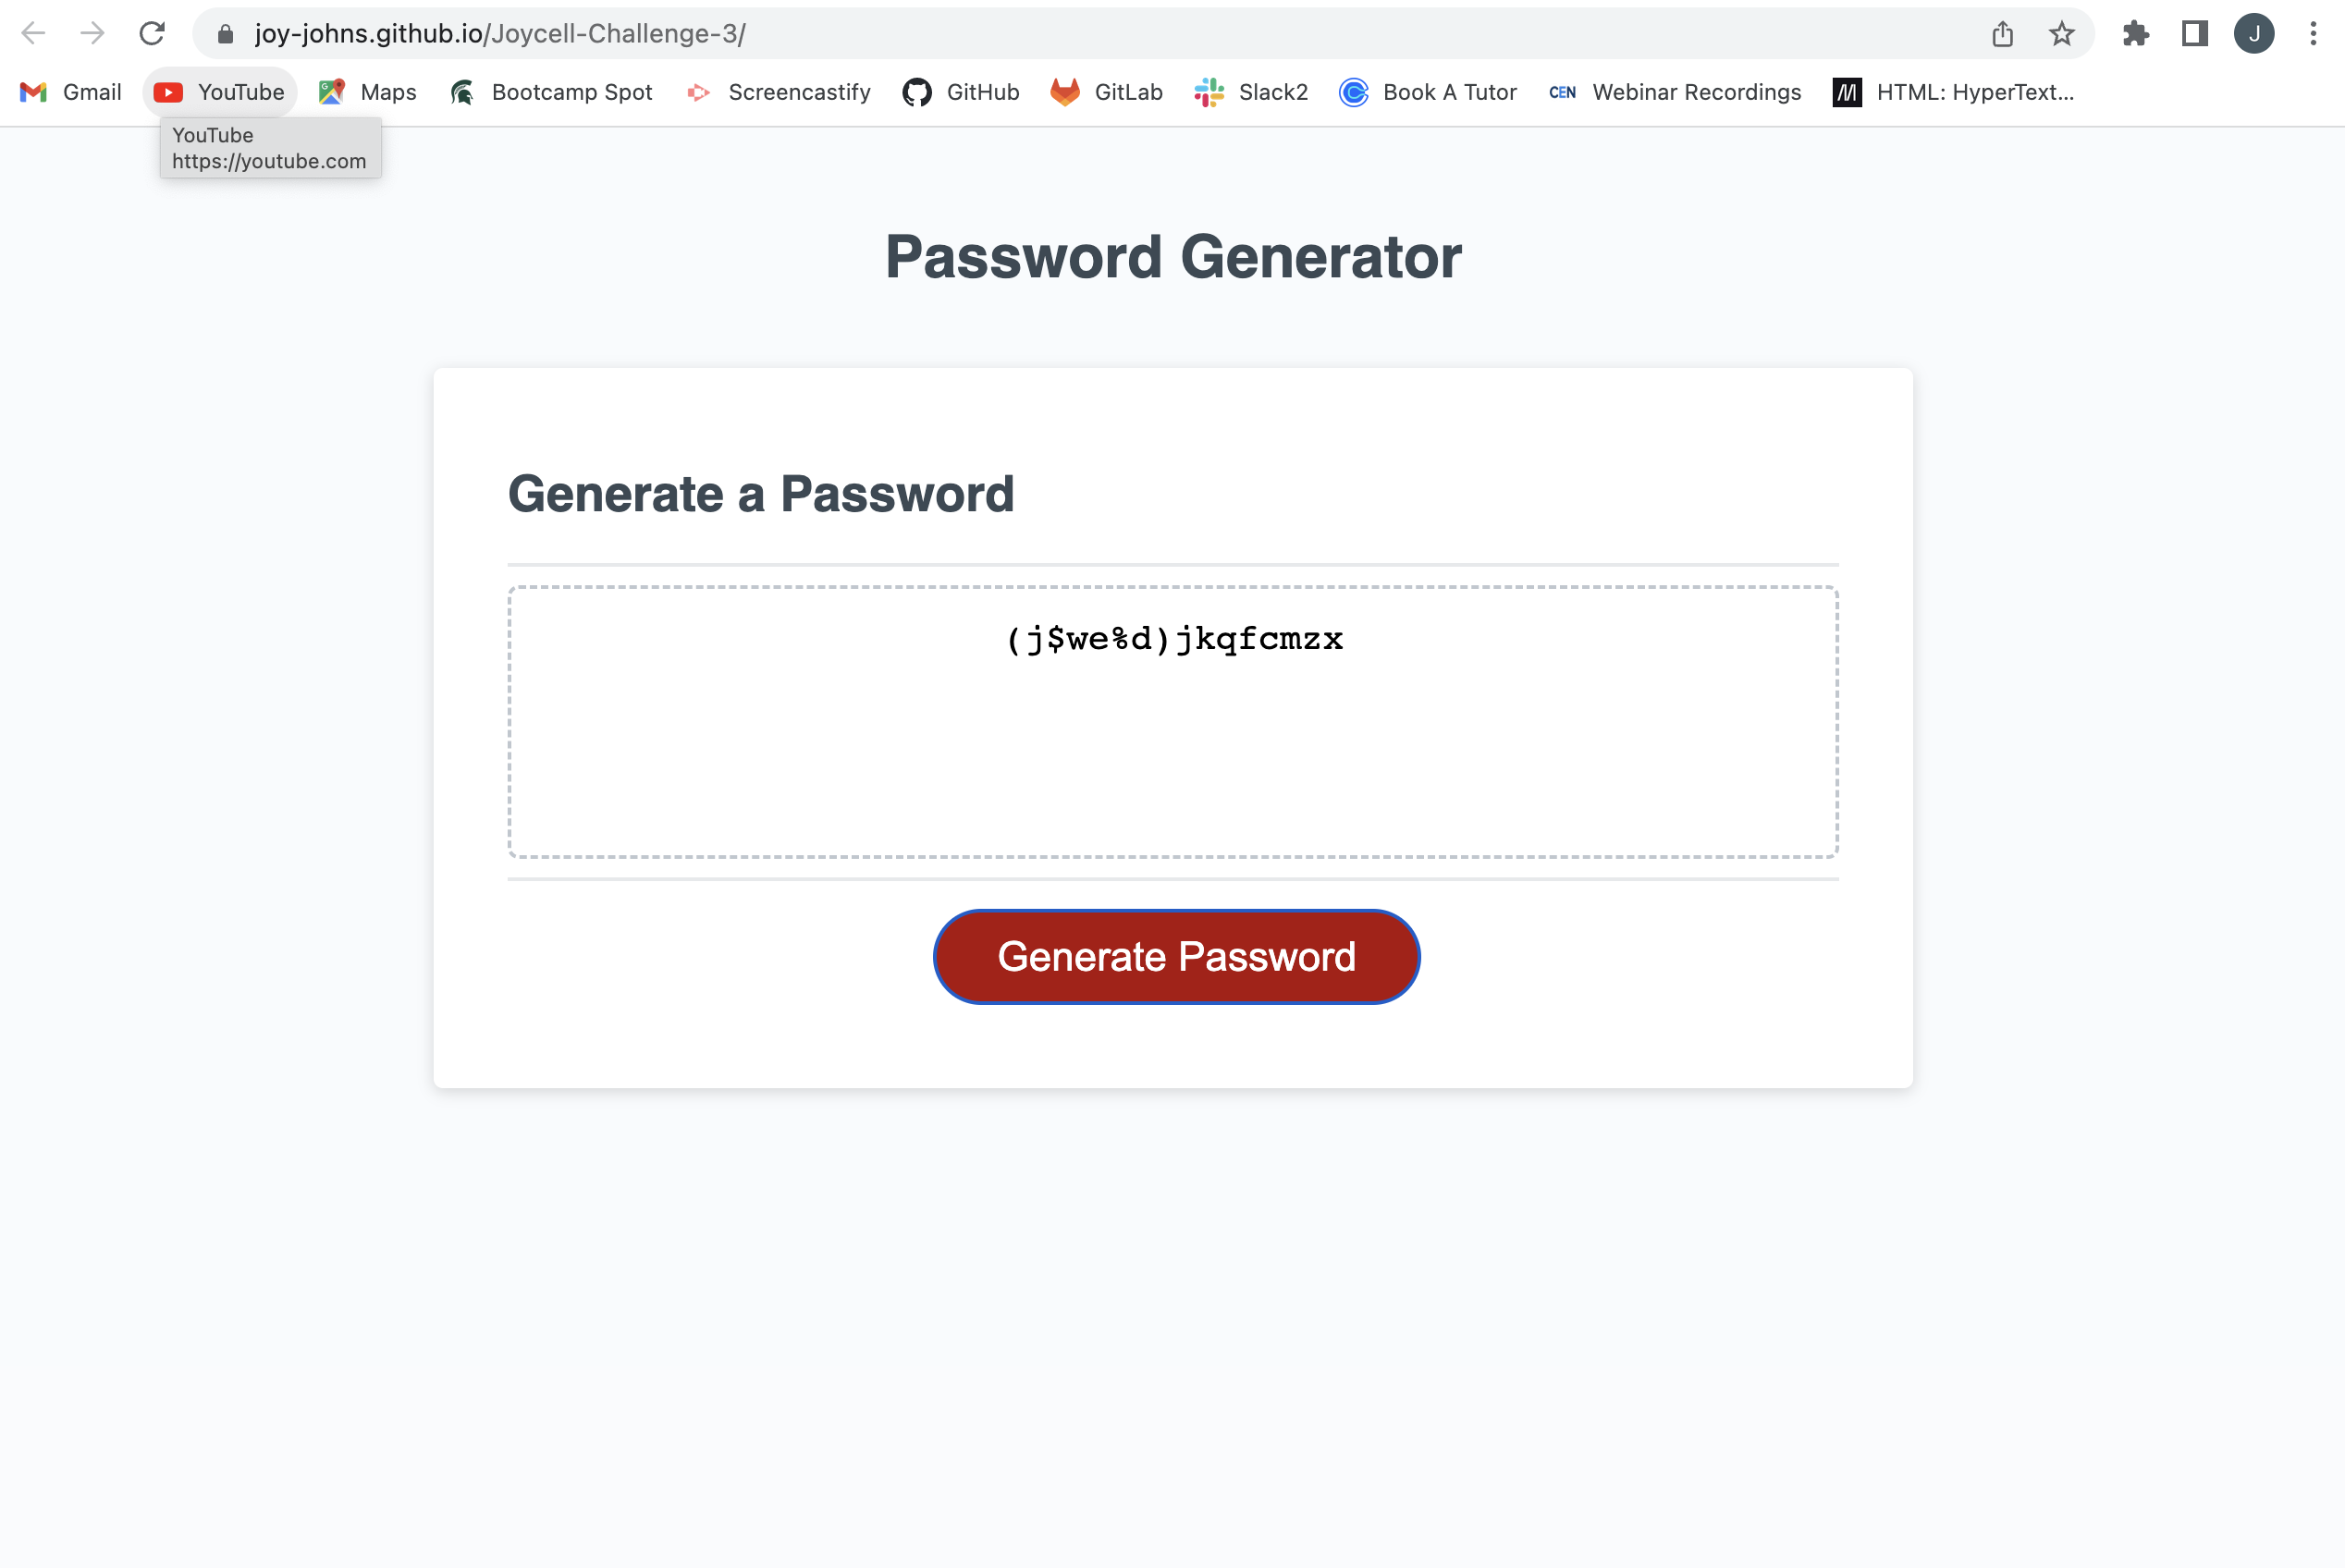 joy-johns.github.io/Joycell-Challenge-3/
J
Gmail YouTube Maps Bootcamp Spot Screencastify GitHub GitLab Slack2 Book A Tutor CEN Webinar Recordings HTML: HyperText...
YouTube
https://youtube.com
Password Generator
Generate a Password
(j$we%d)jkqfcmzx
Generate Password